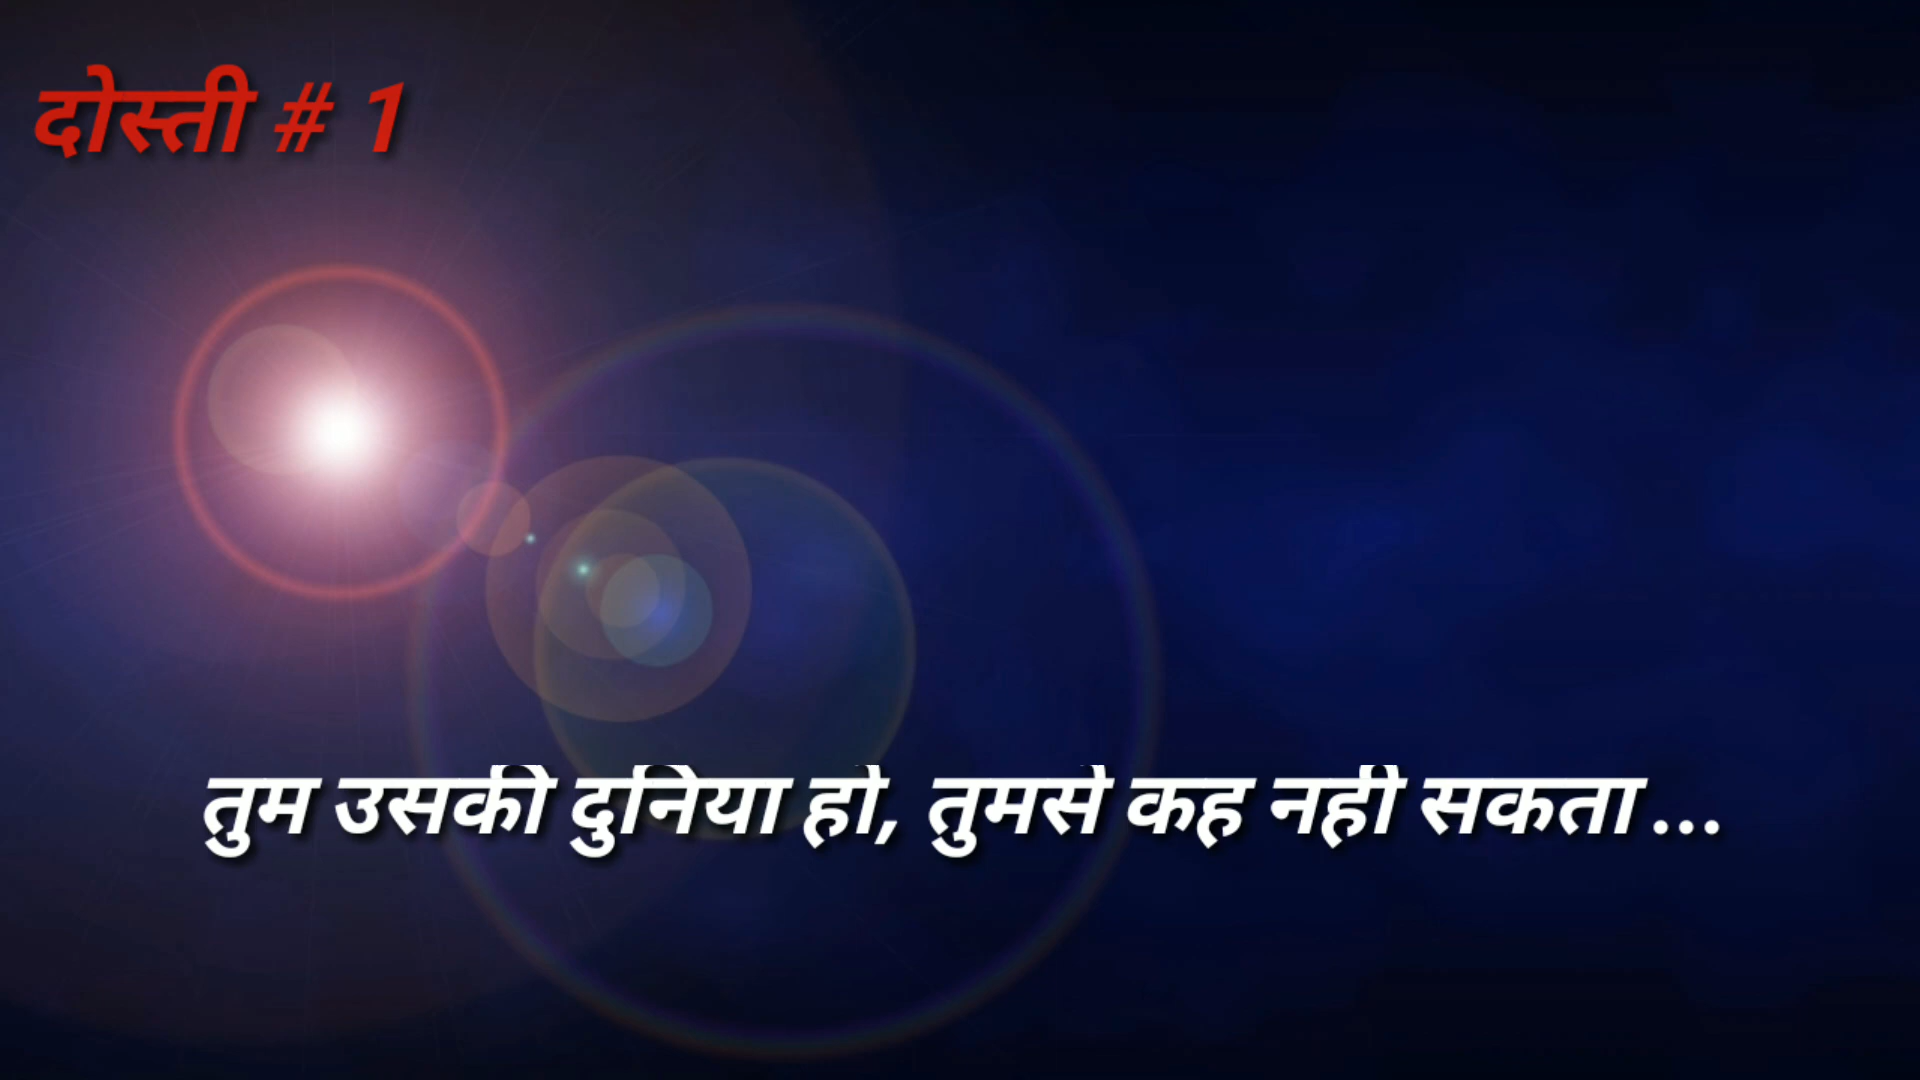 दोस्ती # 1
तुम उसकी दुनिया हो, तुमसे कह नही सकता ...